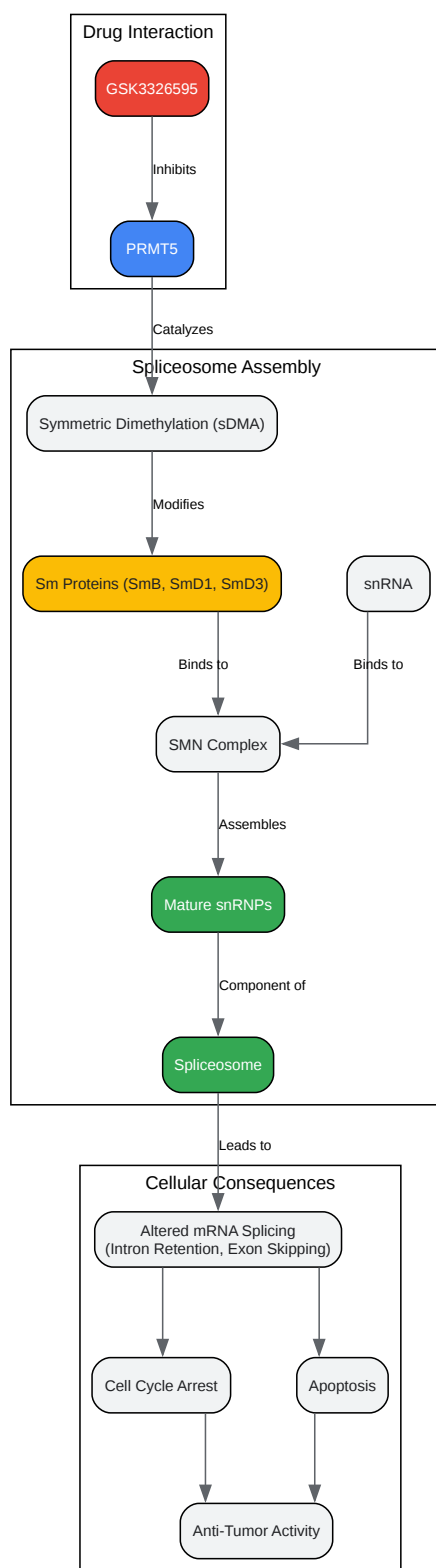 Drug Interaction
GSK3326595
Inhibits
PRMT5
Catalyzes
Spliceosome Assembly
Symmetric Dimethylation (sDMA)
Modifies
Sm Proteins (SmB, SmD1, SmD3)
snRNA
Binds to
Binds to
SMN Complex
Assembles
Mature snRNPs
Component of
Spliceosome
Leads to
Cellular Consequences
Altered mRNA Splicing
(Intron Retention, Exon Skipping)
Cell Cycle Arrest
Apoptosis
Anti-Tumor Activity